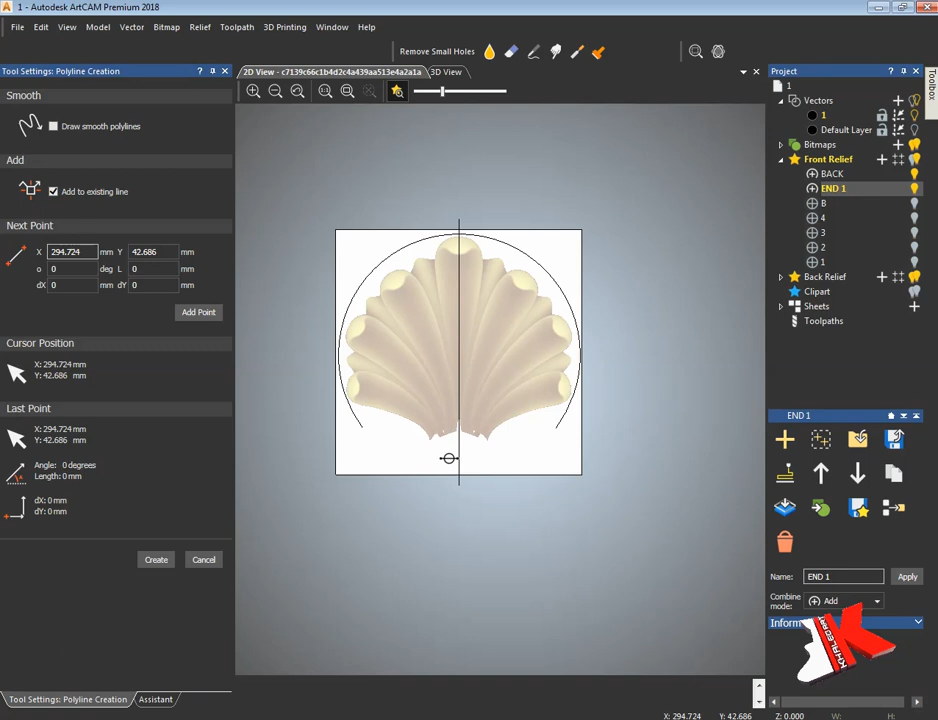 1 - Autodesk ArtCAM Premium 2018
File Edit View Model Vector Bitmap Relief Toolpath 3D Printing Window Help
Remove Small Holes
Tool Settings: Polyline Creation
2D View - c7139c66c1b4d2c4a439aa513e4a2a1a 3D View
Smooth
Draw smooth polylines
Add
Add to existing line
Next Point
X 294.724 mm Y 42.686 mm
o 0 deg L 0 mm
dX 0 mm dY 0 mm
Add Point
Cursor Position
X: 294.724 mm
Y: 42.686 mm
Last Point
X: 294.724 mm
Y: 42.686 mm
Angle: 0 degrees
Length: 0 mm
dX: 0 mm
dY: 0 mm
Create Cancel
Tool Settings: Polyline Creation Assistant
Project
1
Vectors
1
Default Layer
Bitmaps
Front Relief
BACK
END 1
B
4
3
2
1
Back Relief
Clipart
Sheets
Toolpaths
Toolbox
END 1
Name: END 1 Apply
Combine mode: Add
KHALEDART
X: 294.724 Y: 42.686 Z: 0.000 W: H: